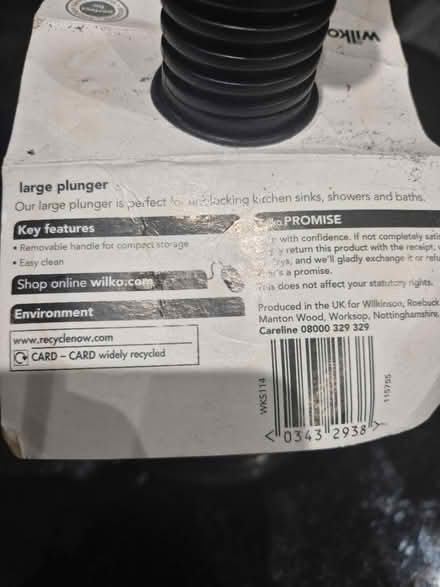 wilko
large plunger
Our large plunger is perfect for unblocking kitchen sinks, showers and baths.
Key features
• Removable handle for compact storage
• Easy clean
Shop online wilko.com
Environment
www.recyclenow.com
CARD – CARD widely recycled
PROMISE
with confidence. If not completely
return this product with the receipt,
and we'll gladly exchange it or
a promise.
does not affect your statutory rights.
Produced in the UK for Wilkinson, Roebuck
Manton Wood, Worksop, Nottinghamshire,
Careline 08000 329 329
WKS114
115755
<0343 2938>